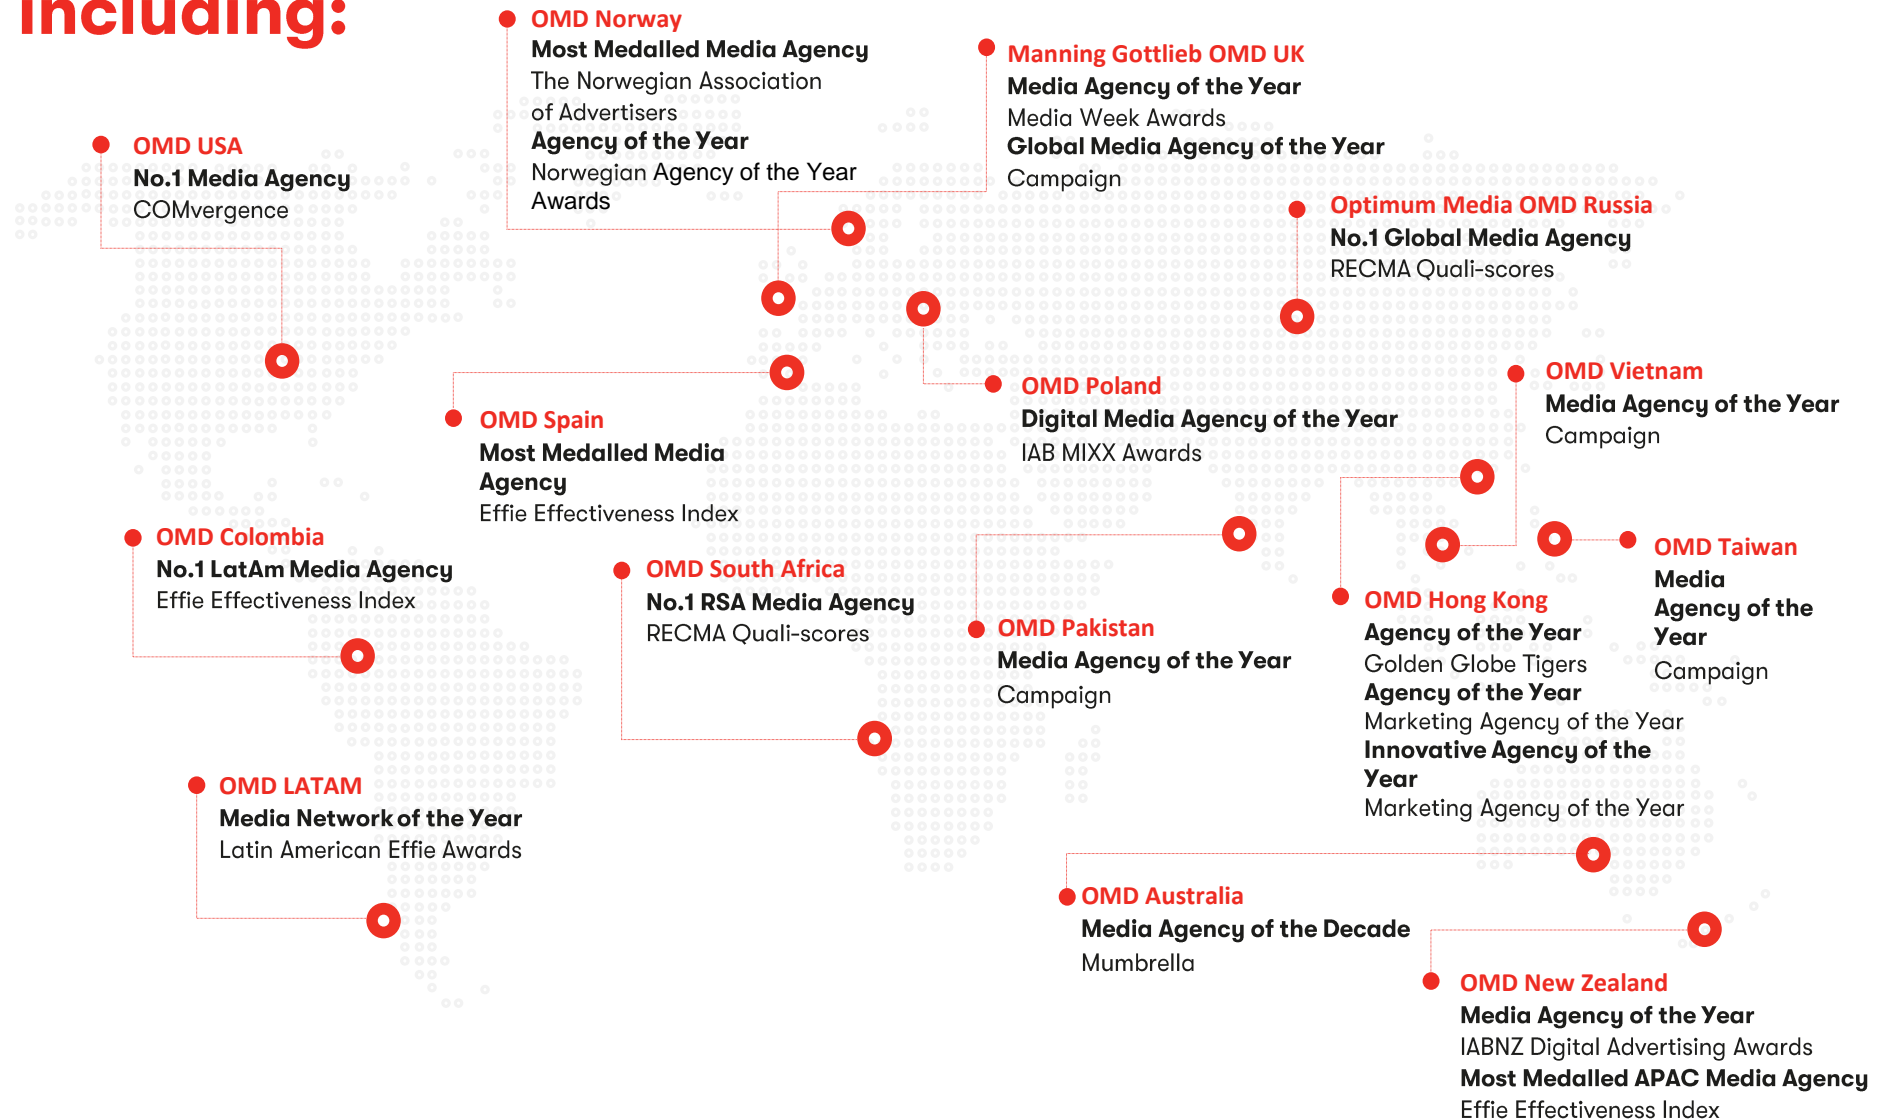 including:
OMD Norway
Most Medalled Media Agency
The Norwegian Association
of Advertisers
Agency of the Year
Norwegian Agency of the Year
Awards
Manning Gottlieb OMD UK
Media Agency of the Year
Media Week Awards
Global Media Agency of the Year
Campaign
OMD USA
No.1 Media Agency
COMvergence
Optimum Media OMD Russia
No.1 Global Media Agency
RECMA Quali-scores
OMD Spain
Most Medalled Media
Agency
Effie Effectiveness Index
OMD Poland
Digital Media Agency of the Year
IAB MIXX Awards
OMD Vietnam
Media Agency of the Year
Campaign
OMD Colombia
No.1 LatAm Media Agency
Effie Effectiveness Index
OMD South Africa
No.1 RSA Media Agency
RECMA Quali-scores
OMD Pakistan
Media Agency of the Year
Campaign
OMD Hong Kong
Agency of the Year
Golden Globe Tigers
Agency of the Year
Marketing Agency of the Year
Innovative Agency of the
Year
Marketing Agency of the Year
OMD Taiwan
Media
Agency of the
Year
Campaign
OMD LATAM
Media Network of the Year
Latin American Effie Awards
OMD Australia
Media Agency of the Decade
Mumbrella
OMD New Zealand
Media Agency of the Year
IABNZ Digital Advertising Awards
Most Medalled APAC Media Agency
Effie Effectiveness Index